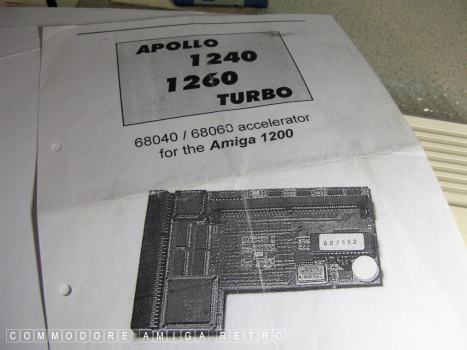 APOLLO
1240
1260
TURBO
68040 / 68060 accelerator
for the Amiga 1200
COMMODORE AMIGA RETRO